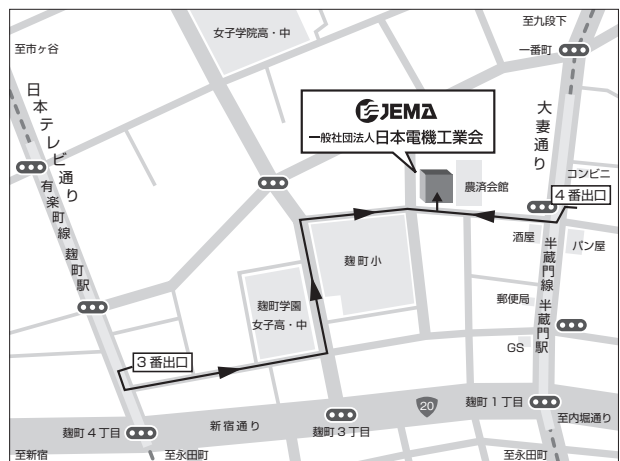 至九段下
女子学院高・中
一番町
至市ヶ谷
日本テレビ通り
JEMA
一般社団法人日本電機工業会
大妻通り
コンビニ
農済会館
4番出口
有楽町線 麹町駅
酒屋
パン屋
半蔵門線 半蔵門駅
麹町小
麹町学園
女子高・中
郵便局
GS
3番出口
20
麹町1丁目
新宿通り
麹町3丁目
麹町4丁目
至内堀通り
至新宿
至永田町
至永田町